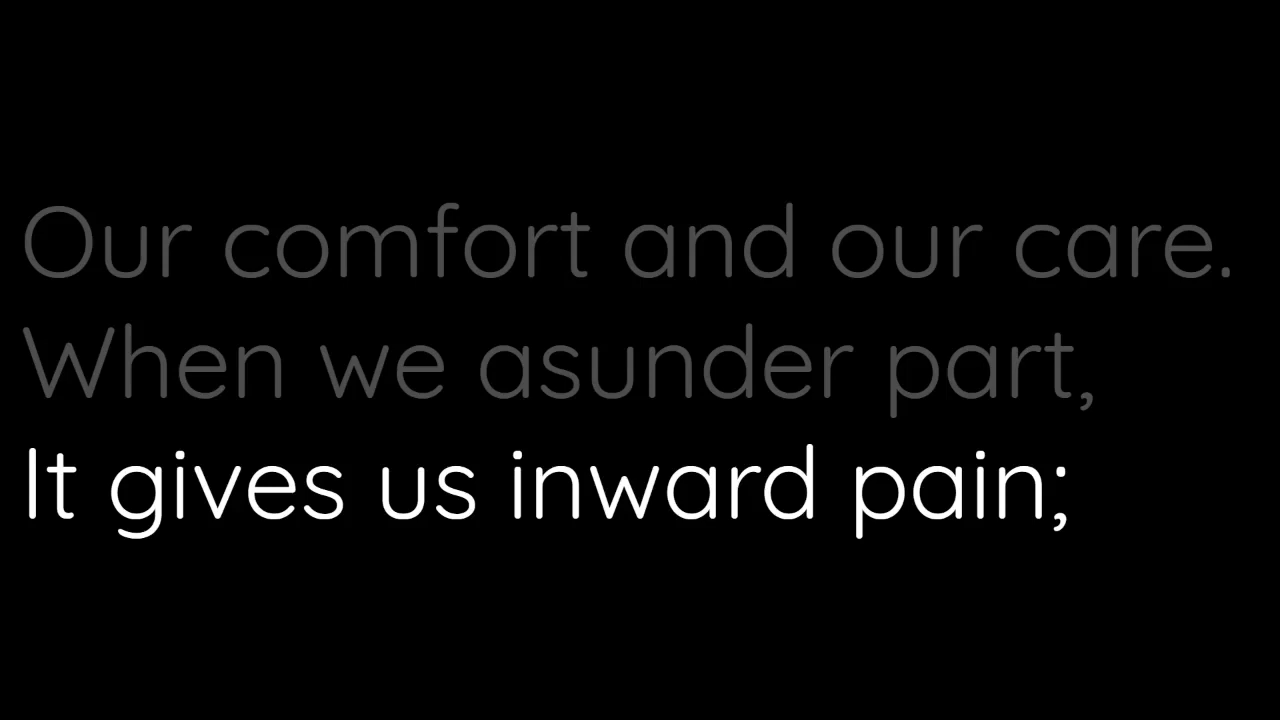 Our comfort and our care.
When we asunder part,
It gives us inward pain;